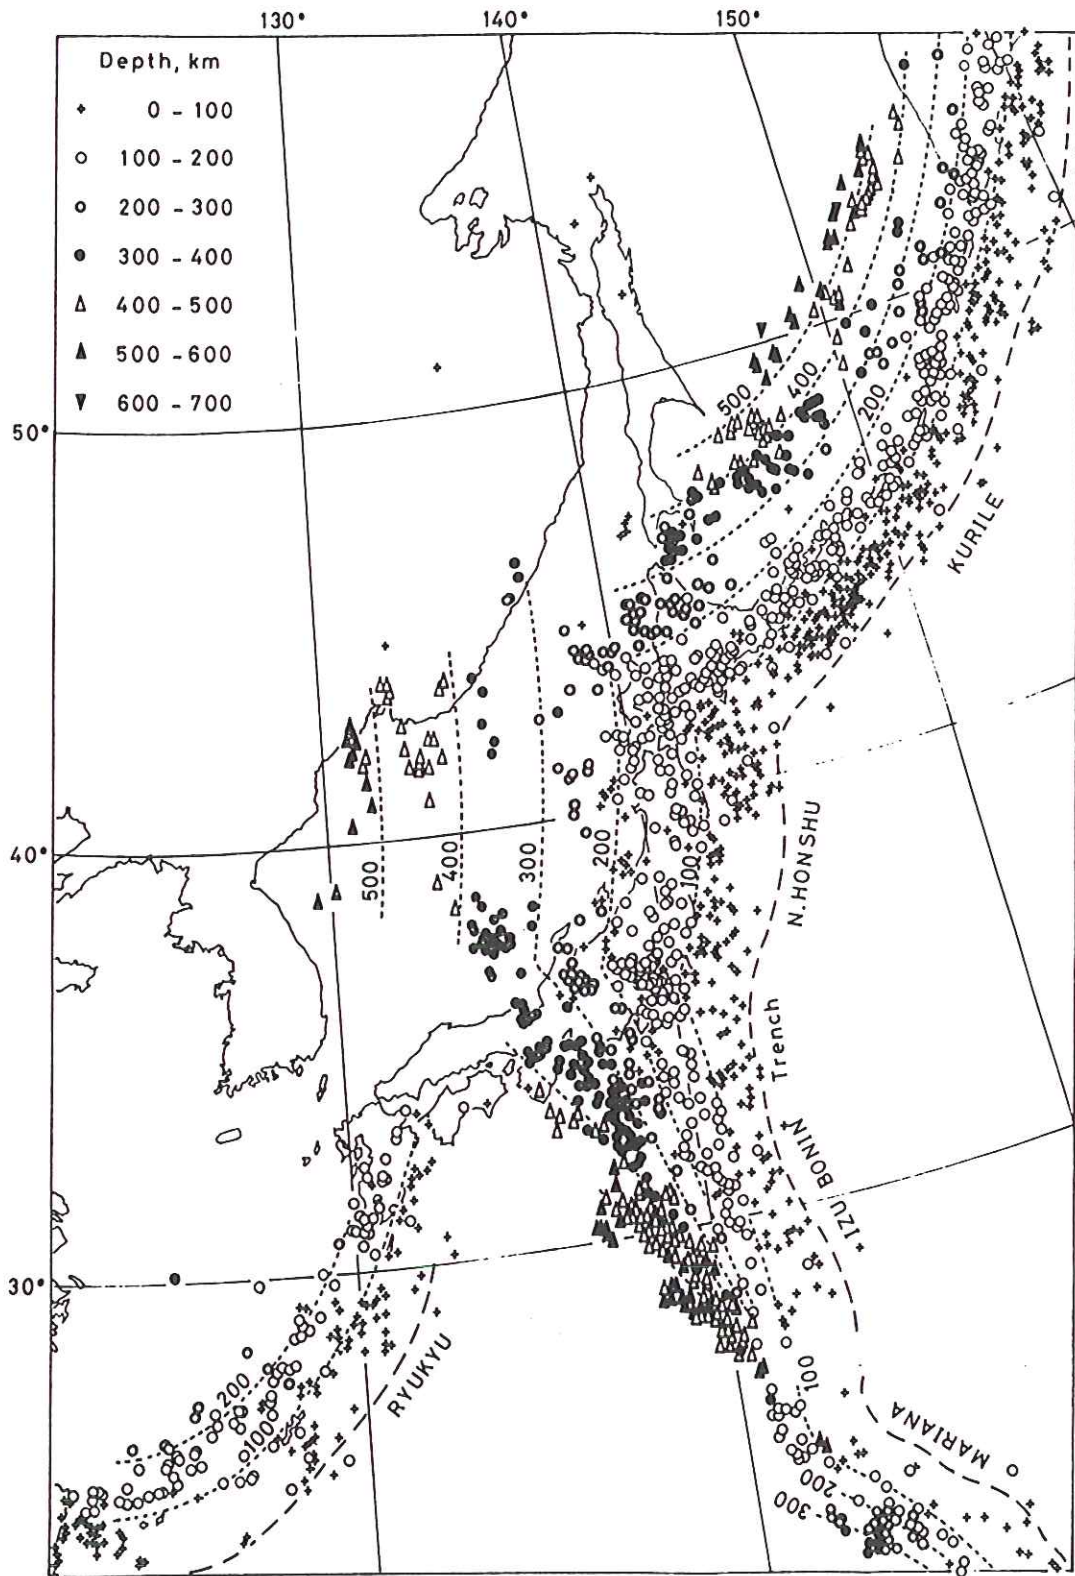 130° 140° 150°
Depth, km
0 - 100
100 - 200
200 - 300
300 - 400
400 - 500
500 - 600
600 - 700
500 400
200
50°
KURILE
40°
500 400 300 200 100
N.HONSHU
Trench
IZU BONIN
30°
RYUKYU
200
100
100
MARIANA
200
300